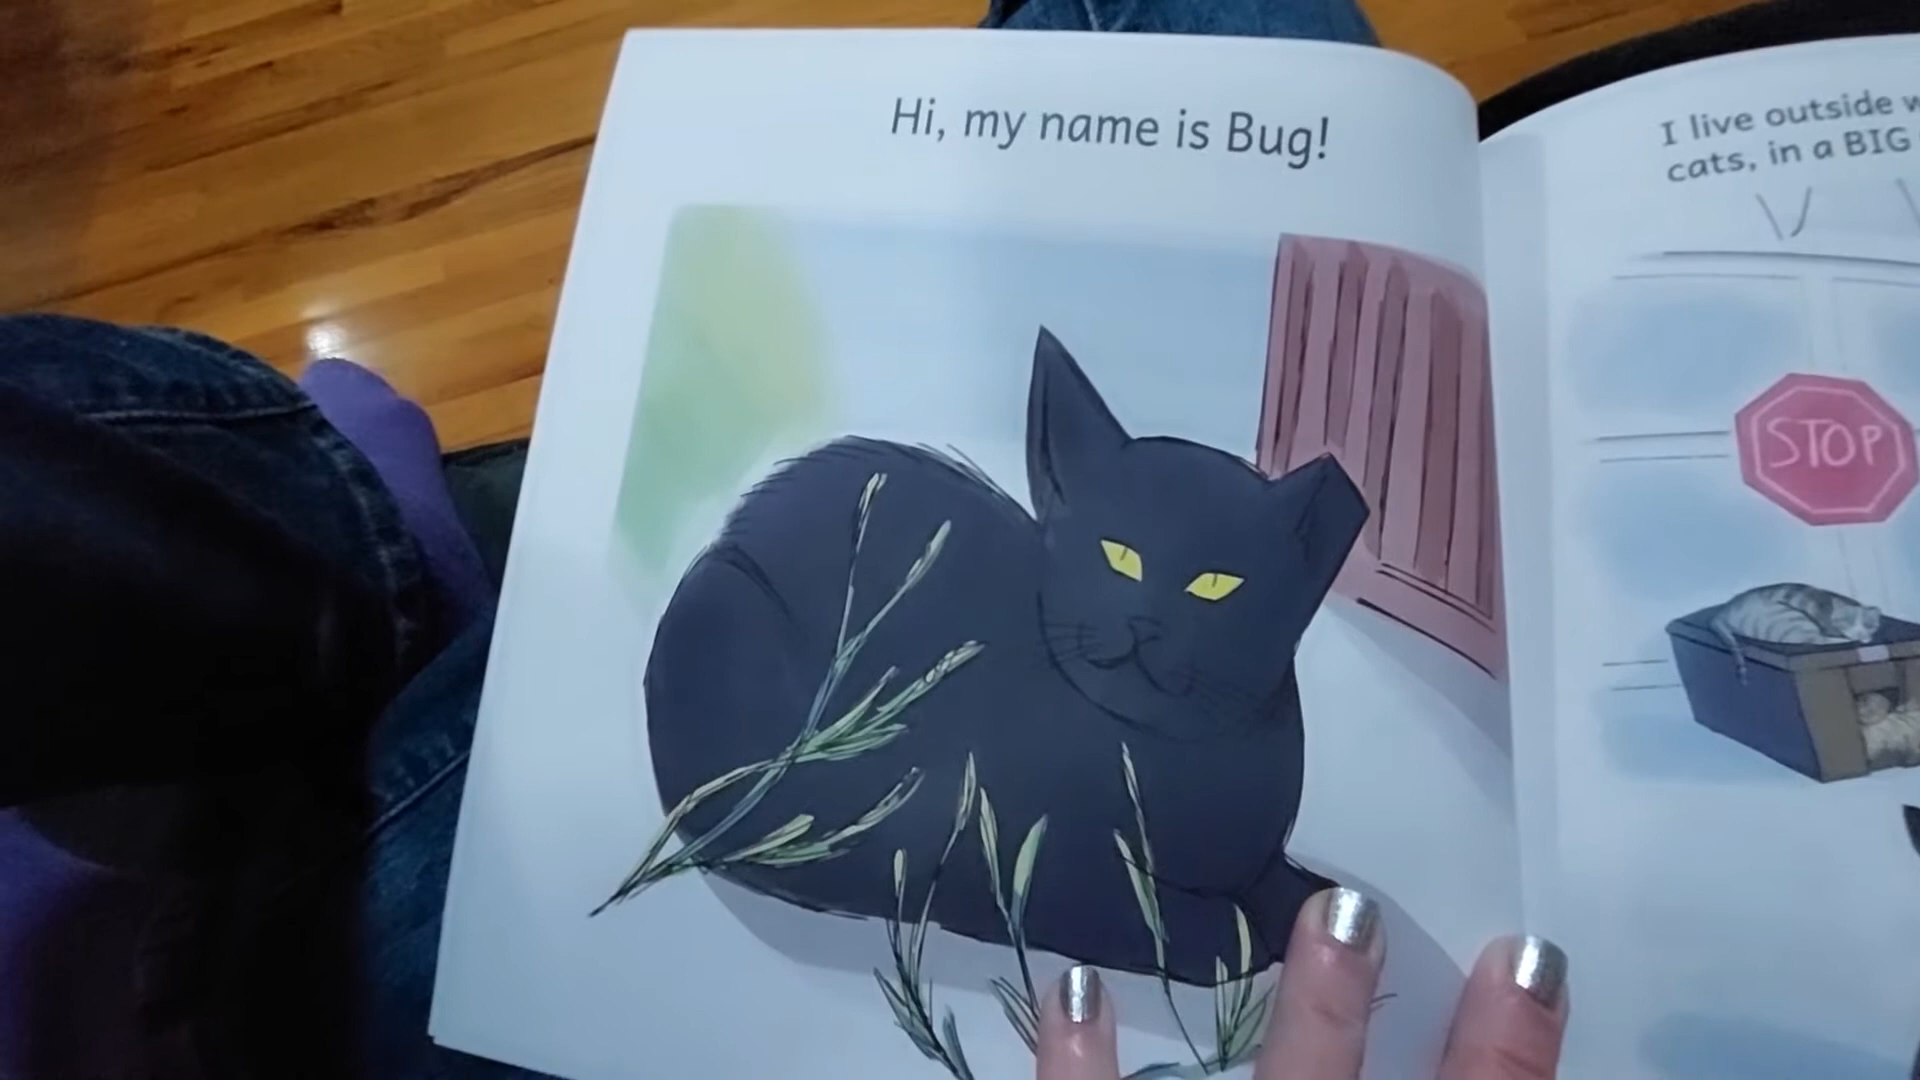 Hi, my name is Bug!
I live outside
cats, in a BIG
STOP